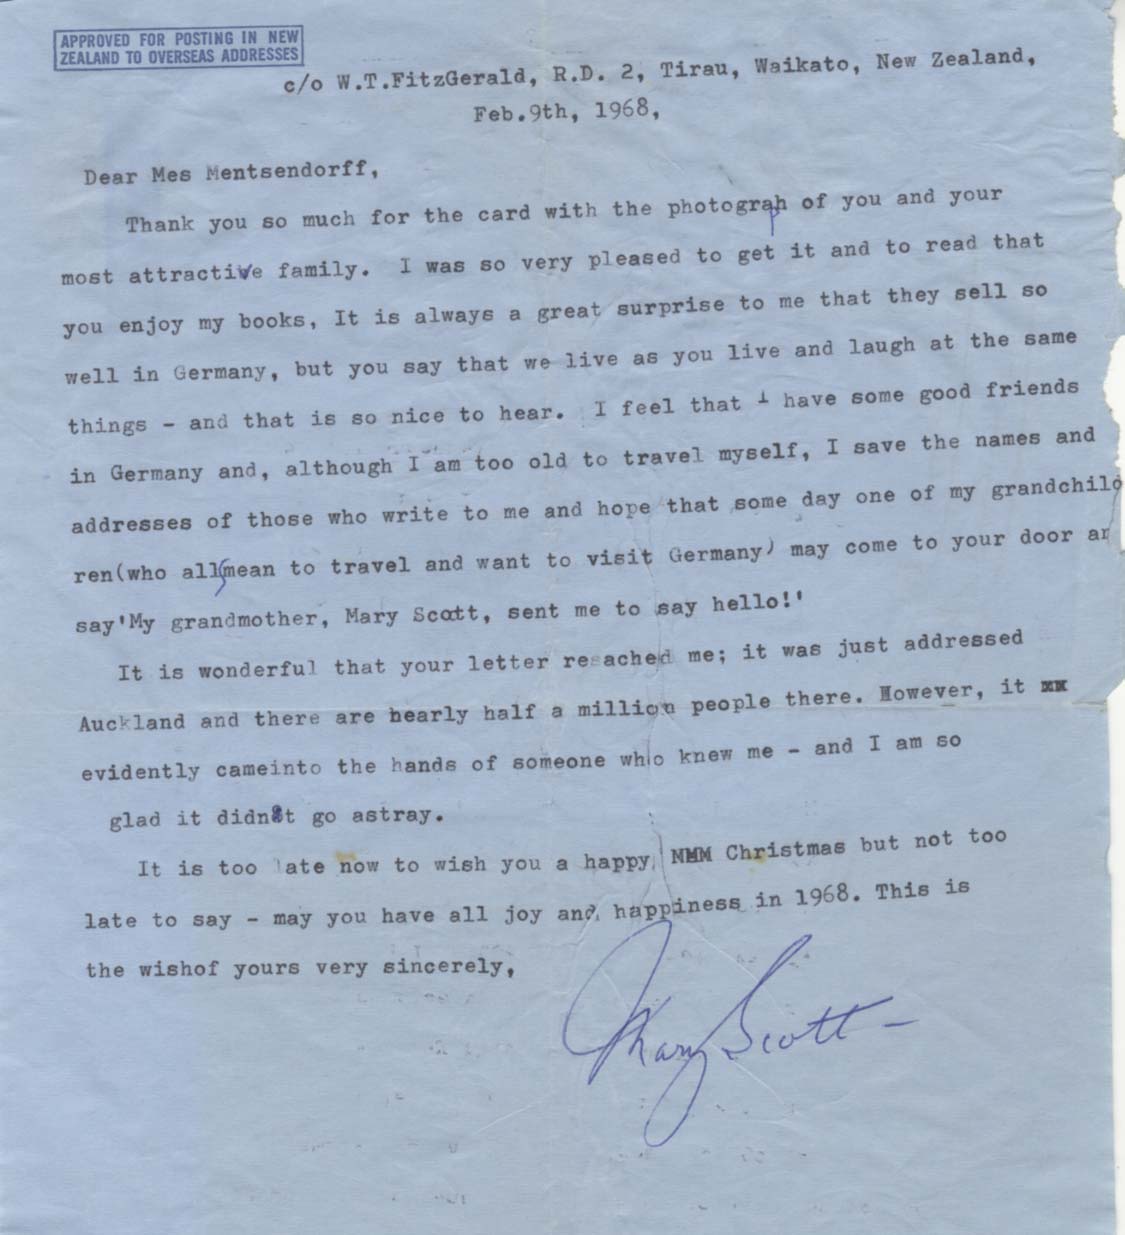 APPROVED FOR POSTING IN NEW
ZEALAND TO OVERSEAS ADDRESSES
c/o W.T.FitzGerald, R.D. 2, Tirau, Waikato, New Zealand,
Feb.9th, 1968,
Dear Mes Mentsendorff,
Thank you so much for the card with the photograph of you and your
most attractive family. I was so very pleased to get it and to read that
you enjoy my books, It is always a great surprise to me that they sell so
well in Germany, but you say that we live as you live and laugh at the same
things - and that is so nice to hear. I feel that I have some good friends
in Germany and, although I am too old to travel myself, I save the names and
addresses of those who write to me and hope that some day one of my grandchild
ren(who all mean to travel and want to visit Germany) may come to your door an
say'My grandmother, Mary Scott, sent me to say hello!'
It is wonderful that your letter reached me; it was just addressed
Auckland and there are nearly half a million people there. However, it xx
evidently cameinto the hands of someone who knew me - and I am so
glad it didn't go astray.
It is too late now to wish you a happy MMM Christmas but not too
late to say - may you have all joy and happiness in 1968. This is
the wishof yours very sincerely,
Mary Scott -